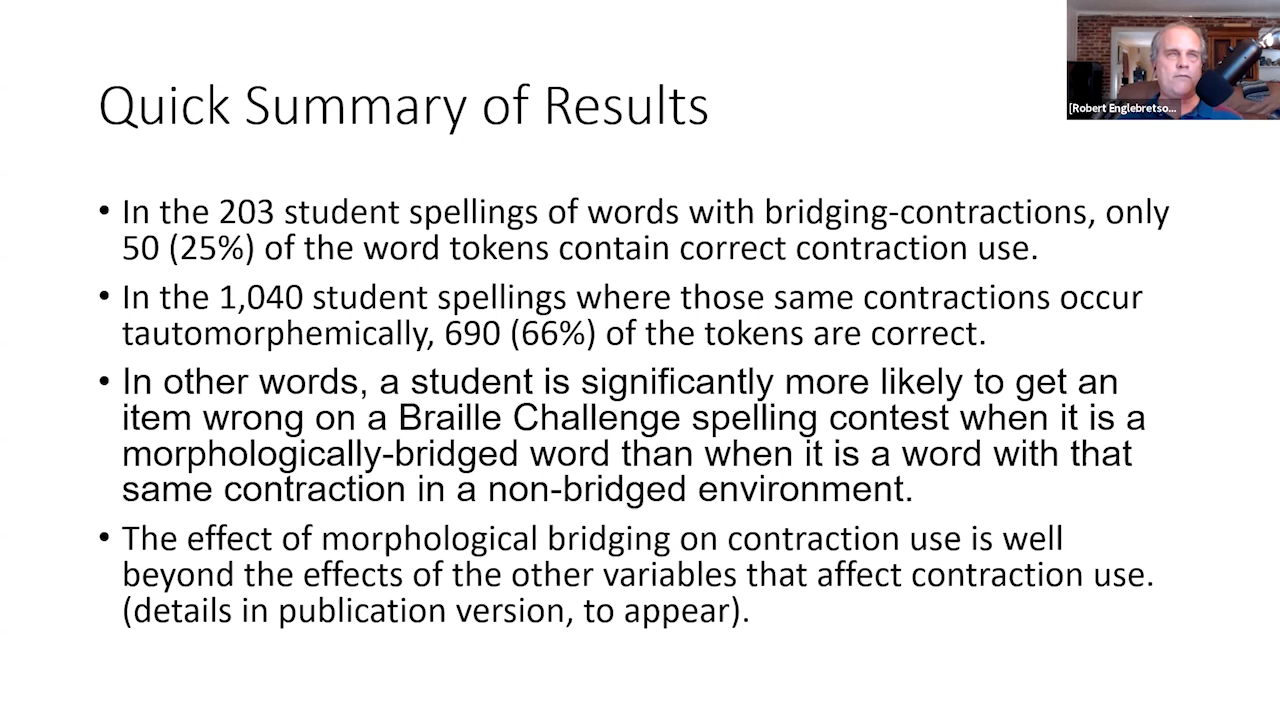 Quick Summary of Results
[Robert Englebretso...
• In the 203 student spellings of words with bridging-contractions, only
50 (25%) of the word tokens contain correct contraction use.
• In the 1,040 student spellings where those same contractions occur
tautomorphemically, 690 (66%) of the tokens are correct.
• In other words, a student is significantly more likely to get an
item wrong on a Braille Challenge spelling contest when it is a
morphologically-bridged word than when it is a word with that
same contraction in a non-bridged environment.
• The effect of morphological bridging on contraction use is well
beyond the effects of the other variables that affect contraction use.
(details in publication version, to appear).